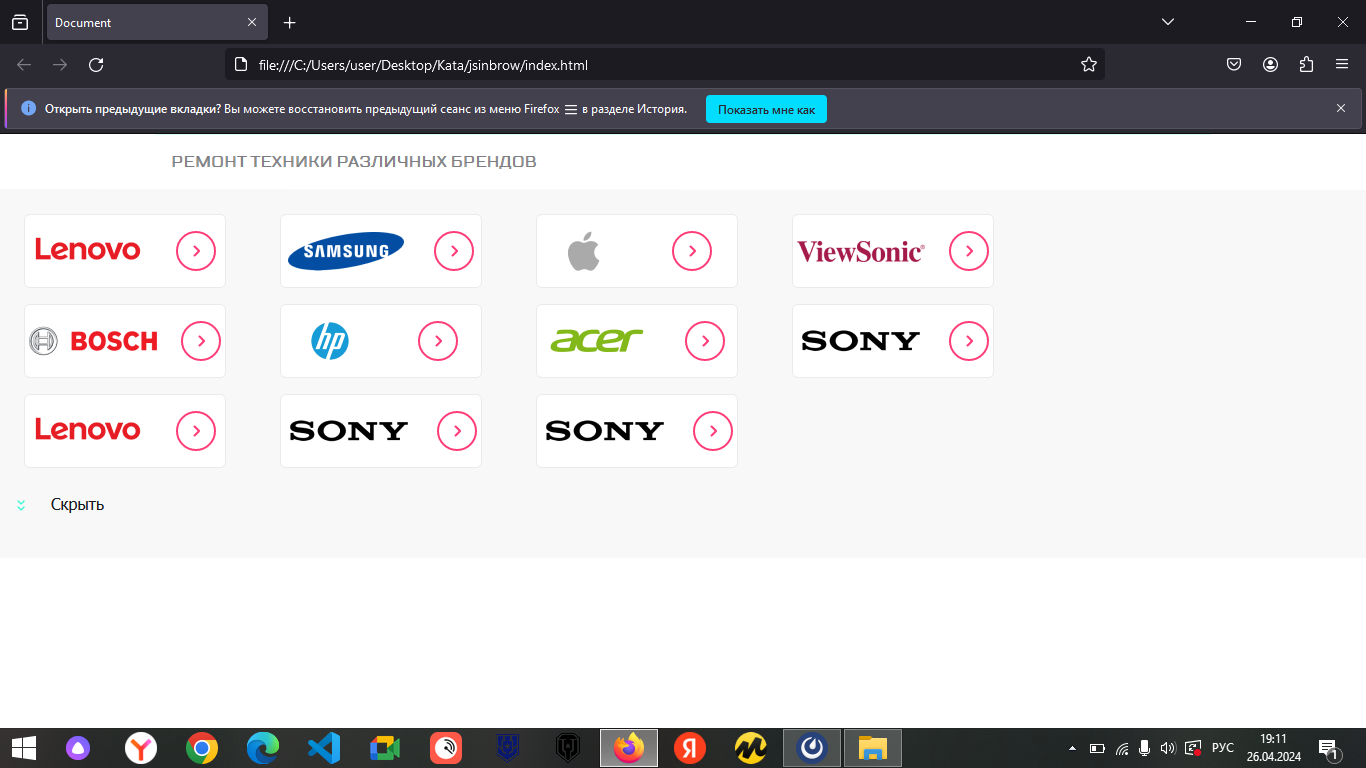 Document
file:///C:/Users/user/Desktop/Kata/jsinbrow/index.html
Открыть предыдущие вкладки? Вы можете восстановить предыдущий сеанс из меню Firefox ☰ в разделе История. Показать мне как
РЕМОНТ ТЕХНИКИ РАЗЛИЧНЫХ БРЕНДОВ
Lenovo SAMSUNG ViewSonic®
BOSCH hp acer SONY
Lenovo SONY SONY
Скрыть
РУС 19:11
26.04.2024 1